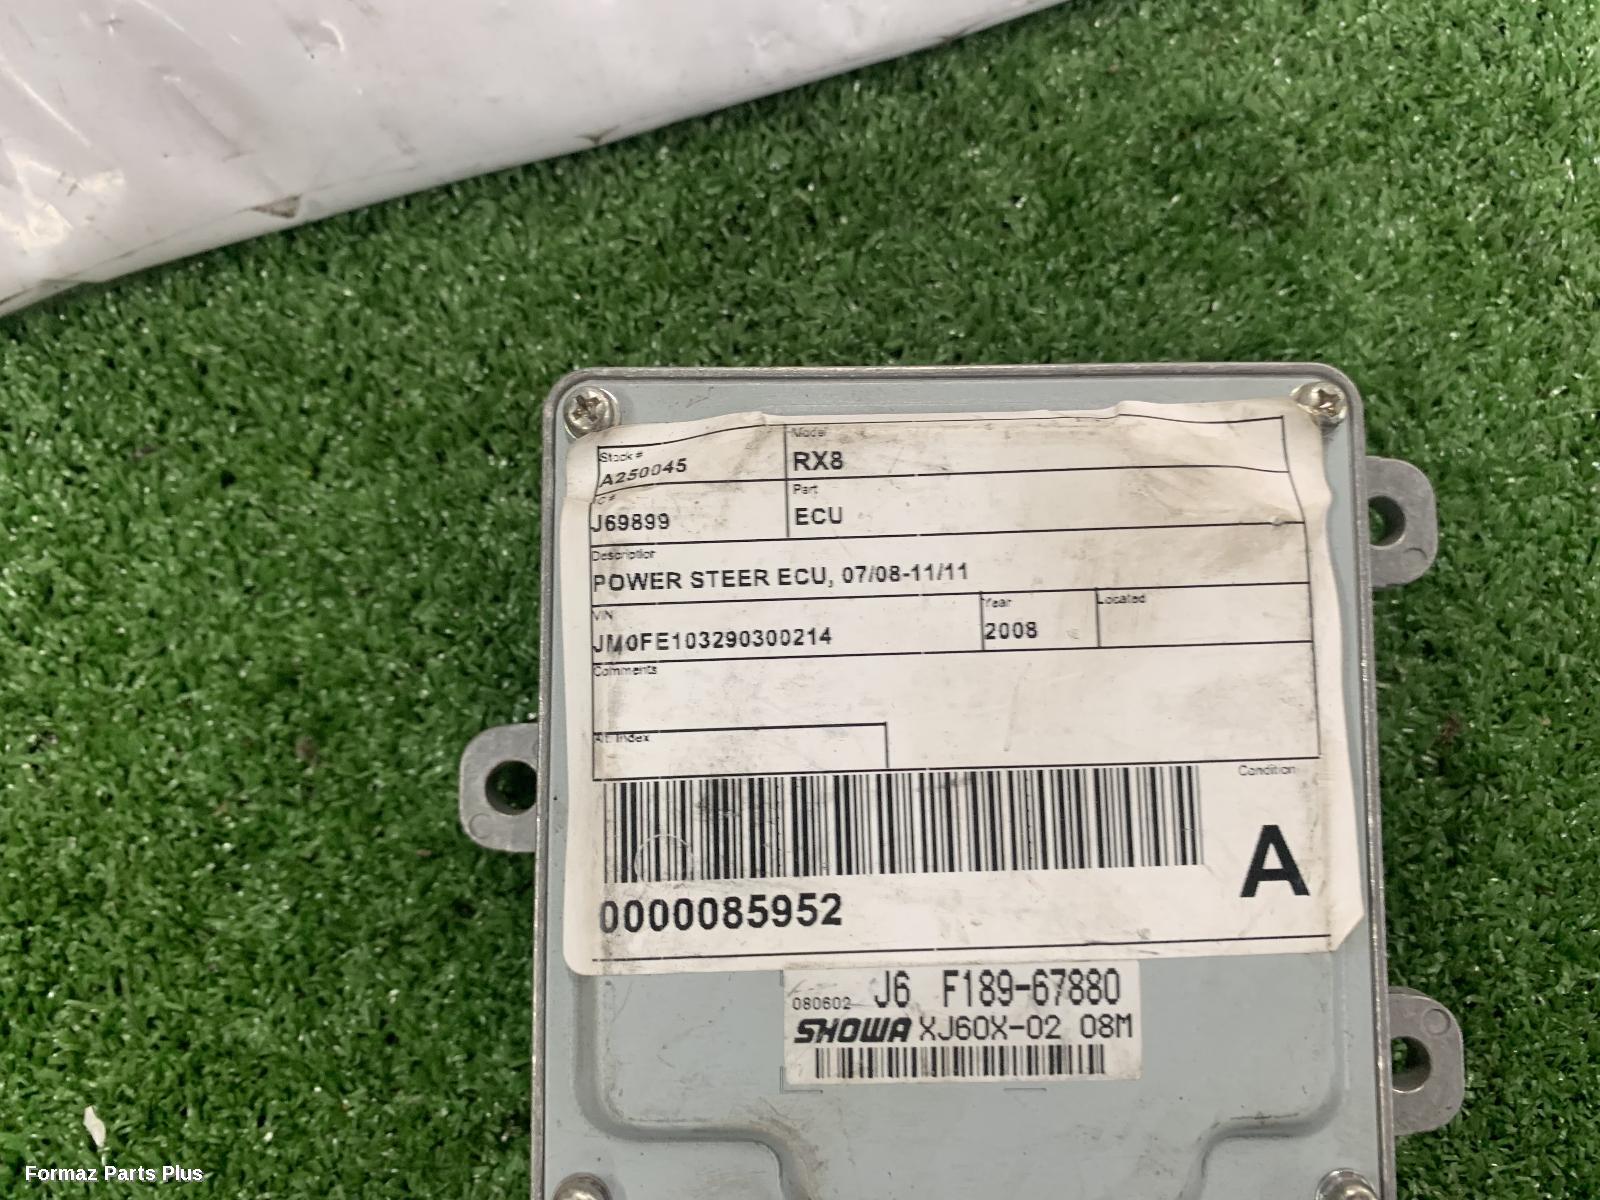 Stock #
A250045
Model
RX8
J69899
Part
ECU
Description
POWER STEER ECU, 07/08-11/11
VIN
JM0FE103290300214
Year
2008
Located
Comments
Alt. Index
Condition
A
0000085952
080602 J6 F189-67880
SHOWA XJ60X-02 08M
Formaz Parts Plus